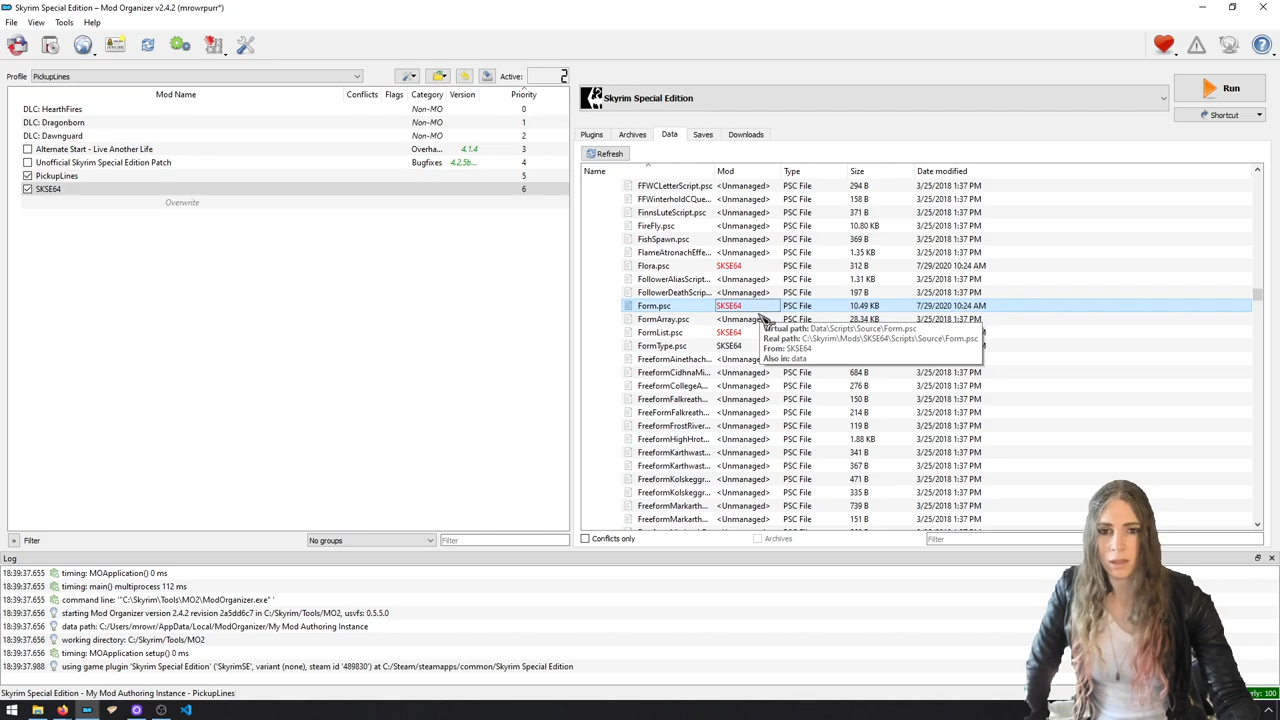 Skyrim Special Edition – Mod Organizer v2.4.2 (mrowrpurr*)
File View Tools Help
Profile PickupLines Active: 2
Mod Name Conflicts Flags Category Version Priority
DLC: HearthFires Non-MO 0
DLC: Dragonborn Non-MO 1
DLC: Dawnguard Non-MO 2
Alternate Start - Live Another Life Overha... 4.1.4 3
Unofficial Skyrim Special Edition Patch Bugfixes 4.2.5b... 4
PickupLines 5
SKSE64 6
Overwrite
» Filter No groups Filter
Skyrim Special Edition
Run
Shortcut
Plugins Archives Data Saves Downloads
Refresh
Name Mod Type Size Date modified
FFWCLetterScript.psc <Unmanaged> PSC File 294 B 3/25/2018 1:37 PM
FFWinterholdCQue... <Unmanaged> PSC File 158 B 3/25/2018 1:37 PM
FinnsLuteScript.psc <Unmanaged> PSC File 371 B 3/25/2018 1:37 PM
FireFly.psc <Unmanaged> PSC File 10.80 KB 3/25/2018 1:37 PM
FishSpawn.psc <Unmanaged> PSC File 369 B 3/25/2018 1:37 PM
FlameAtronachEffe... <Unmanaged> PSC File 1.35 KB 3/25/2018 1:37 PM
Flora.psc SKSE64 PSC File 312 B 7/29/2020 10:24 AM
FollowerAliasScript... <Unmanaged> PSC File 1.31 KB 3/25/2018 1:37 PM
FollowerDeathScrip... <Unmanaged> PSC File 197 B 3/25/2018 1:37 PM
Form.psc SKSE64 PSC File 10.49 KB 7/29/2020 10:24 AM
FormArray.psc <Unmanaged> PSC File 28.34 KB 3/25/2018 1:37 PM
FormList.psc SKSE64
FormType.psc SKSE64
FreeformAinethach... <Unmanaged>
Virtual path: Data\Scripts\Source\Form.psc
Real path: C:\Skyrim\Mods\SKSE64\Scripts\Source\Form.psc
From: SKSE64
Also in: data
FreeformCidhnaMi... <Unmanaged> PSC File 684 B 3/25/2018 1:37 PM
FreeformCollegeA... <Unmanaged> PSC File 276 B 3/25/2018 1:37 PM
FreeformFalkreath... <Unmanaged> PSC File 150 B 3/25/2018 1:37 PM
FreeFormFalkreath... <Unmanaged> PSC File 214 B 3/25/2018 1:37 PM
FreeformFrostRiver... <Unmanaged> PSC File 119 B 3/25/2018 1:37 PM
FreeformHighHrot... <Unmanaged> PSC File 1.88 KB 3/25/2018 1:37 PM
FreeformKarthwast... <Unmanaged> PSC File 341 B 3/25/2018 1:37 PM
FreeformKarthwast... <Unmanaged> PSC File 367 B 3/25/2018 1:37 PM
FreeformKolskeggr... <Unmanaged> PSC File 471 B 3/25/2018 1:37 PM
FreeformKolskeggr... <Unmanaged> PSC File 335 B 3/25/2018 1:37 PM
FreeformMarkarth... <Unmanaged> PSC File 739 B 3/25/2018 1:37 PM
FreeformMarkarth... <Unmanaged> PSC File 151 B 3/25/2018 1:37 PM
Conflicts only Archives Filter
Log
18:39:37.655 timing: MOApplication() 0 ms
18:39:37.655 timing: main() multiprocess 112 ms
18:39:37.655 command line: '"C:\Skyrim\Tools\MO2\ModOrganizer.exe" '
18:39:37.656 starting Mod Organizer version 2.4.2 revision 2a5dd6c7 in C:/Skyrim/Tools/MO2, usvfs: 0.5.5.0
18:39:37.656 data path: C:/Users/mrowr/AppData/Local/ModOrganizer/My Mod Authoring Instance
18:39:37.656 working directory: C:/Skyrim/Tools/MO2
18:39:37.656 timing: MOApplication setup() 0 ms
18:39:37.988 using game plugin 'Skyrim Special Edition' ('SkyrimSE', variant (none), steam id '489830') at C:/Steam/steamapps/common/Skyrim Special Edition
Skyrim Special Edition - My Mod Authoring Instance - PickupLines